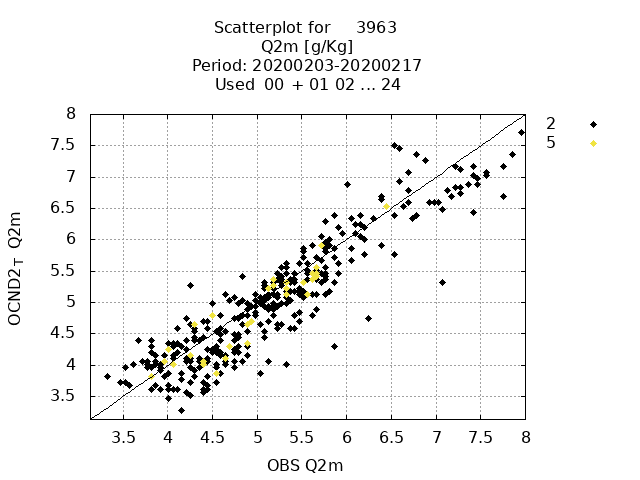 Scatterplot for 3963
Q2m [g/Kg]
Period: 20200203-20200217
Used 00 + 01 02 ... 24
2
5
8
7.5
7
6.5
6
5.5
5
4.5
4
3.5
OCND2T Q2m
3.5 4 4.5 5 5.5 6 6.5 7 7.5 8
OBS Q2m